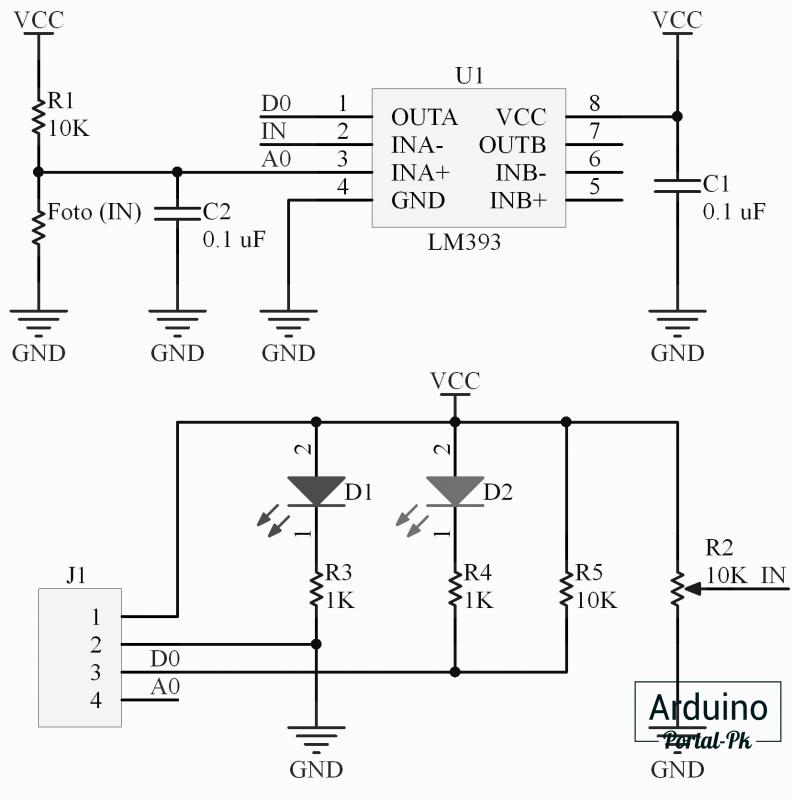 VCC
VCC
U1
R1
10K
D0 1 OUTA VCC 8
IN 2 INA- OUTB 7
A0 3 INA+ INB- 6
4 GND INB+ 5
LM393
Foto (IN)
C2
0.1 uF
C1
0.1 uF
GND
GND
GND
GND
VCC
2
D1
1
2
D2
1
R3
1K
R4
1K
R5
10K
R2
10K IN
J1
1
2
3 D0
4 A0
GND
GND
Arduino
Portal-Pk